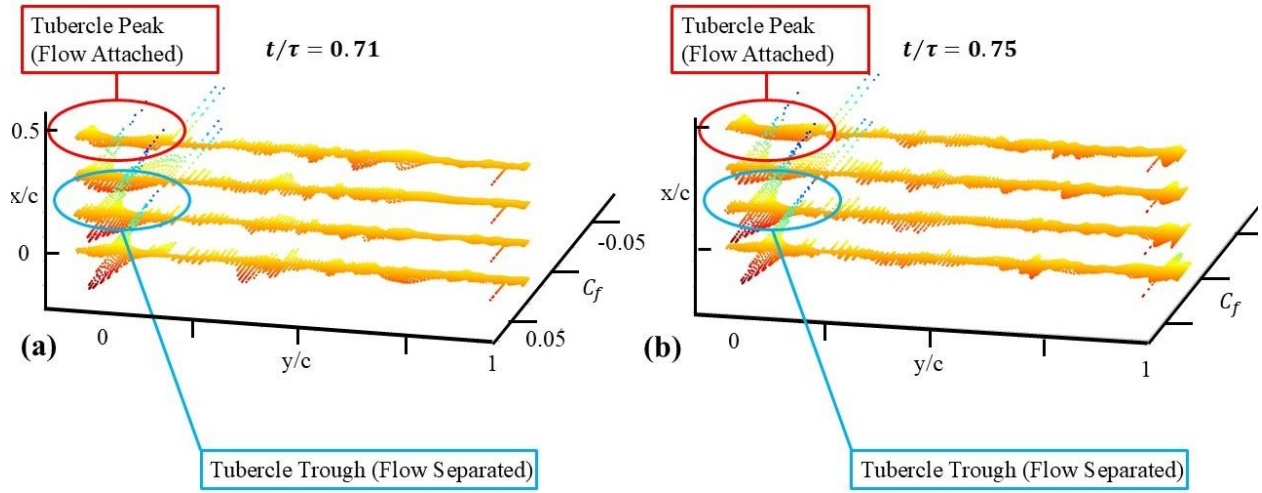 Tubercle Peak
(Flow Attached)
t/τ = 0.71
0.5
x/c
0
-0.05
C_f
0.05
0
y/c
1
(a)
Tubercle Trough (Flow Separated)
Tubercle Peak
(Flow Attached)
t/τ = 0.75
x/c
C_f
0
y/c
1
(b)
Tubercle Trough (Flow Separated)